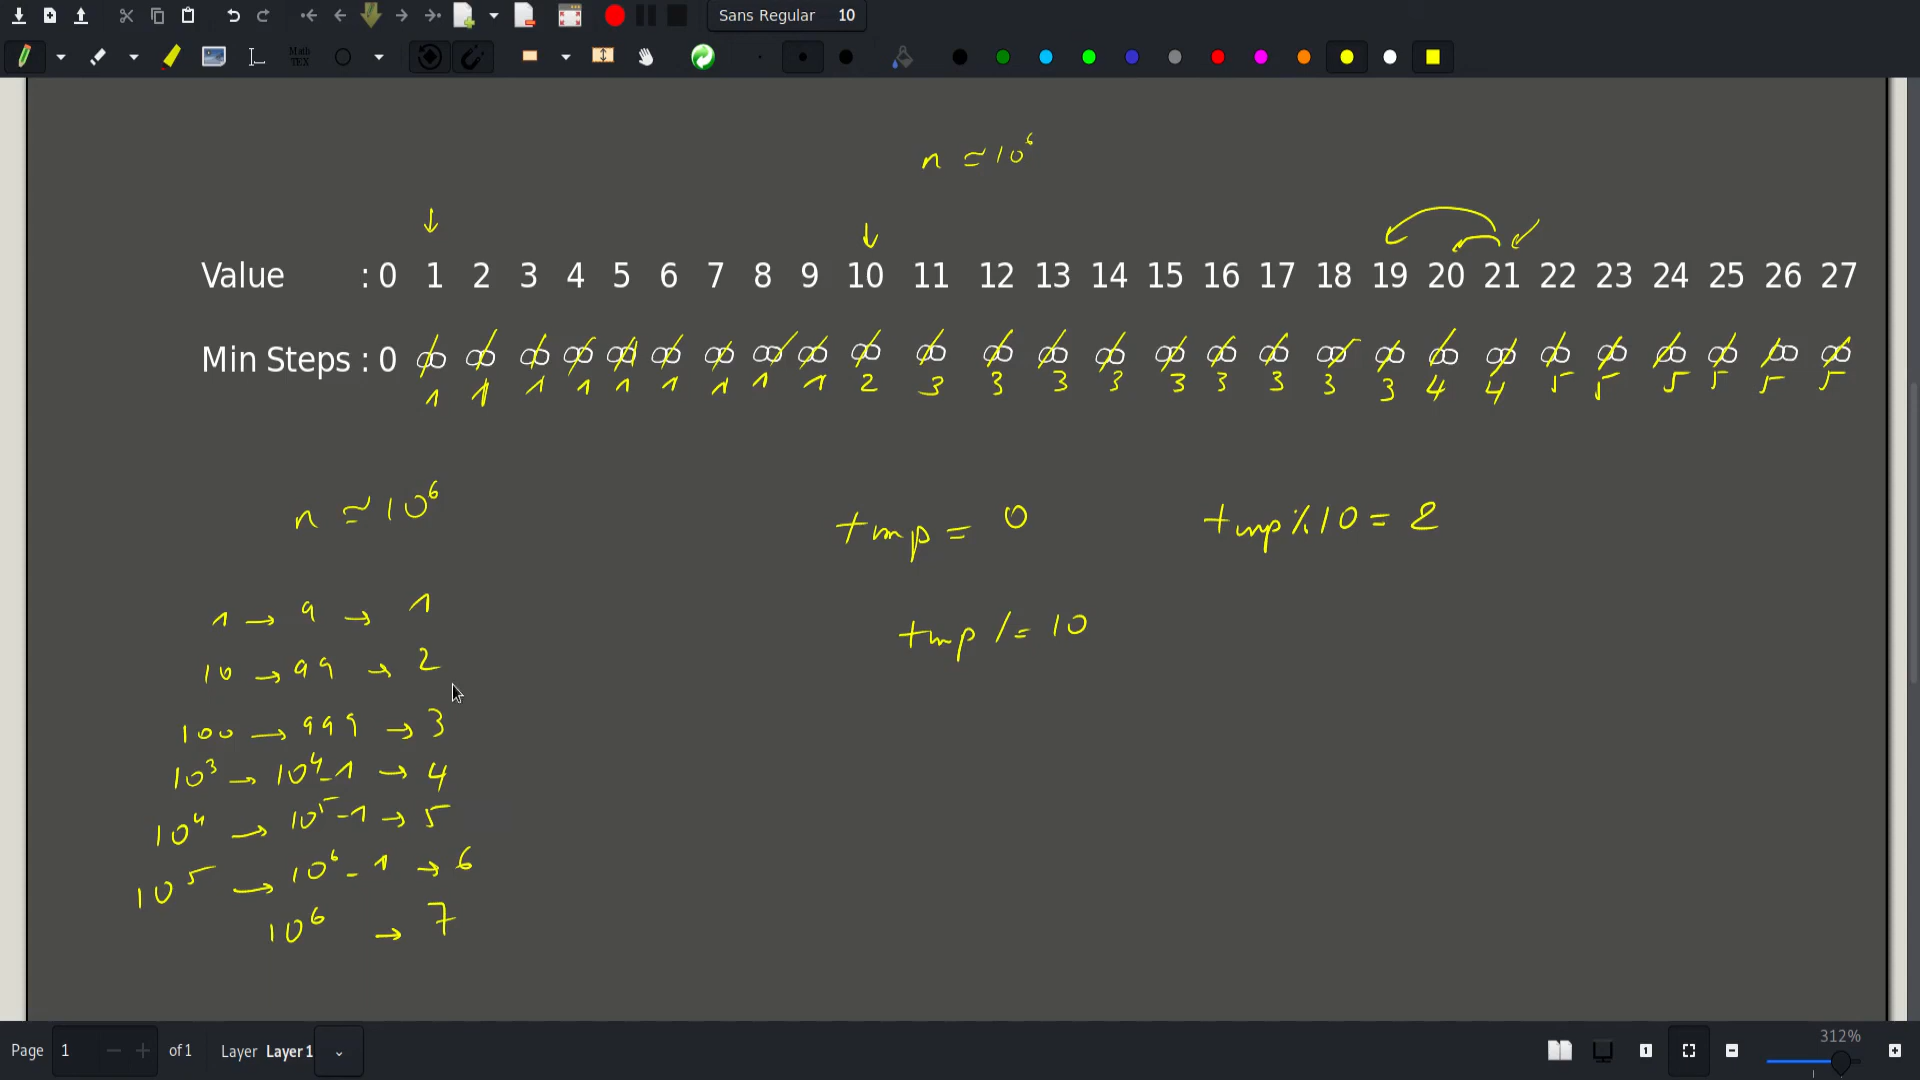 Sans Regular 10
Math TEX
n ≃ 10⁶
Value : 0 1 2 3 4 5 6 7 8 9 10 11 12 13 14 15 16 17 18 19 20 21 22 23 24 25 26 27
Min Steps : 0 ∞ ∞ ∞ ∞ ∞ ∞ ∞ ∞ ∞ ∞ ∞ ∞ ∞ ∞ ∞ ∞ ∞ ∞ ∞ ∞ ∞ ∞ ∞ ∞ ∞ ∞ ∞
1 1 1 1 1 1 1 1 1 2 3 3 3 3 3 3 3 3 3 4 4 5 5 5 5 5 5
n ≃ 10⁶
tmp = 0
tmp % 10 = 2
1 → 9 → 1
tmp /= 10
10 → 99 → 2
100 → 999 → 3
10³ → 10⁴-1 → 4
10⁴ → 10⁵-1 → 5
10⁵ → 10⁶-1 → 6
10⁶ → 7
Page 1 of 1 Layer Layer 1
312%